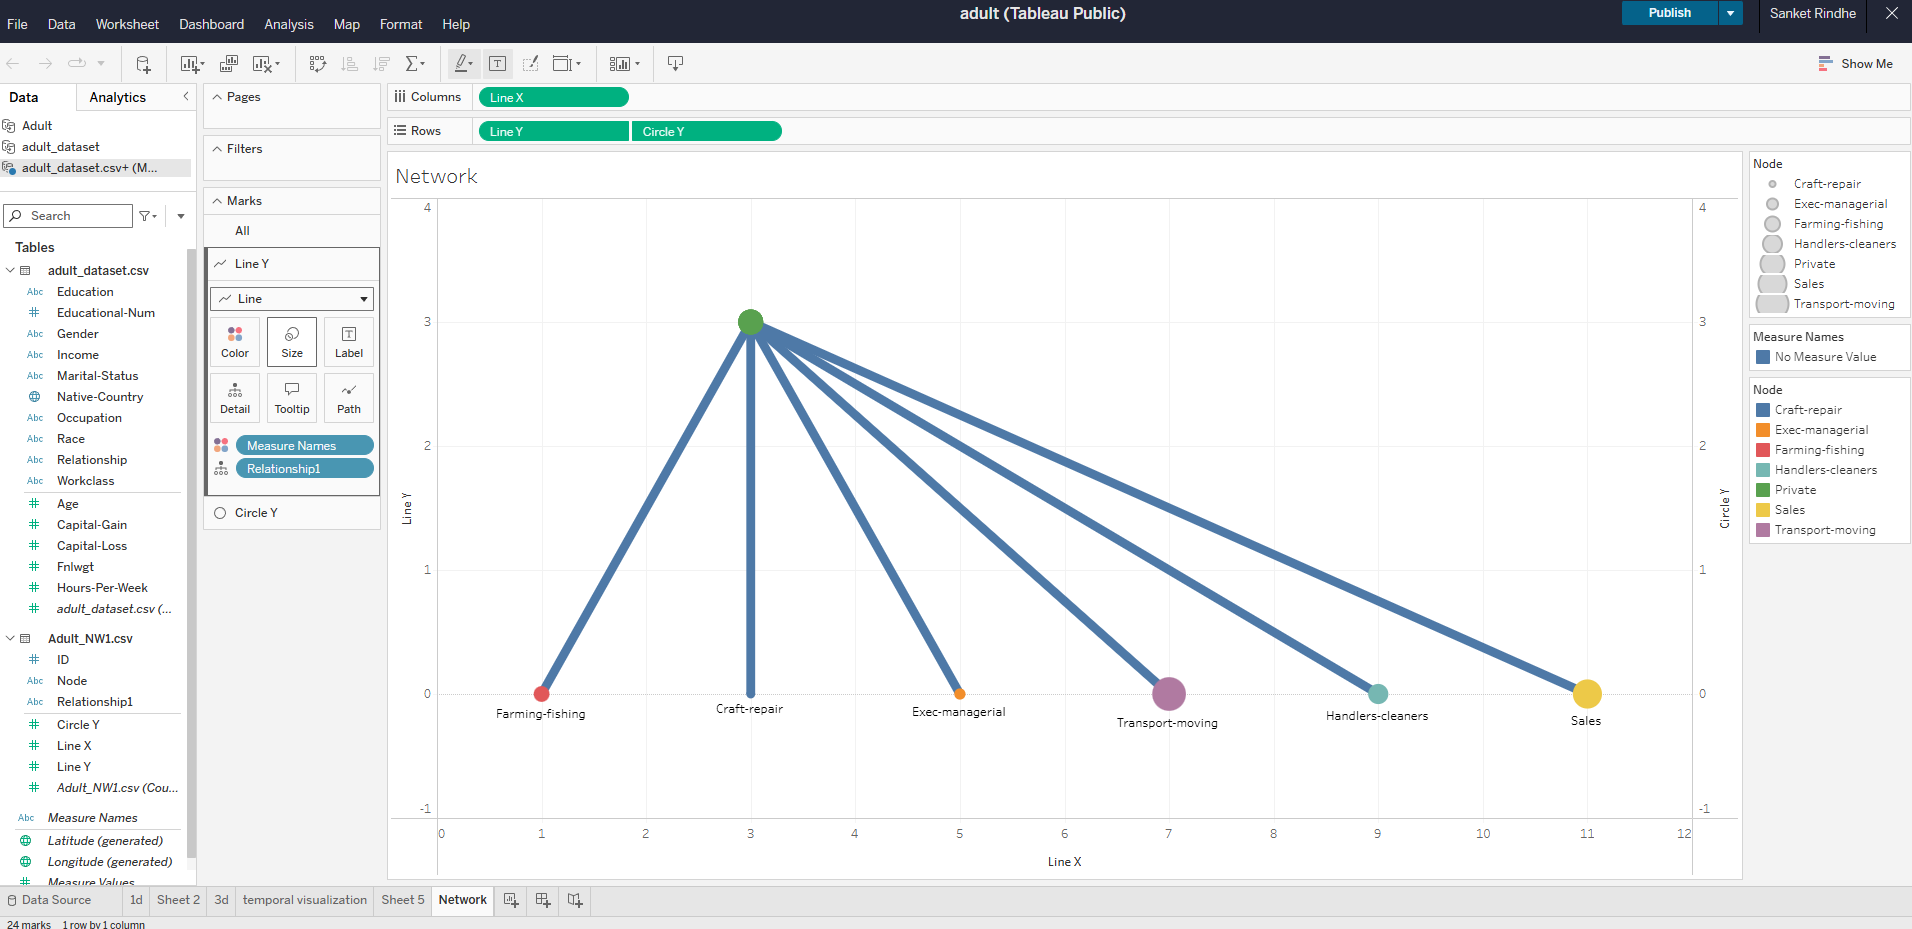 adult (Tableau Public)
File Data Worksheet Dashboard Analysis Map Format Help
Publish
Sanket Rindhe
Show Me
Data Analytics
Adult
adult_dataset
adult_dataset.csv+ (M...
Search
Tables
adult_dataset.csv
Abc Education
Educational-Num
Abc Gender
Abc Income
Abc Marital-Status
Native-Country
Abc Occupation
Abc Race
Abc Relationship
Abc Workclass
Age
Capital-Gain
Capital-Loss
Fnlwgt
Hours-Per-Week
adult_dataset.csv (...
Adult_NW1.csv
ID
Abc Node
Abc Relationship1
Circle Y
Line X
Line Y
Adult_NW1.csv (Cou...
Abc Measure Names
Latitude (generated)
Longitude (generated)
Measure Values
Pages
Filters
Marks
All
Line Y
Line
Color Size Label
Detail Tooltip Path
Measure Names
Relationship1
Circle Y
Columns Line X
Rows Line Y Circle Y
Network
4
3
2
1
0
-1
Line Y
Farming-fishing
Craft-repair
Exec-managerial
Transport-moving
Handlers-cleaners
Sales
0 1 2 3 4 5 6 7 8 9 10 11 12
Line X
4
3
2
1
0
-1
Circle Y
Node
Craft-repair
Exec-managerial
Farming-fishing
Handlers-cleaners
Private
Sales
Transport-moving
Measure Names
No Measure Value
Node
Craft-repair
Exec-managerial
Farming-fishing
Handlers-cleaners
Private
Sales
Transport-moving
Data Source 1d Sheet 2 3d temporal visualization Sheet 5 Network
24 marks 1 row by 1 column